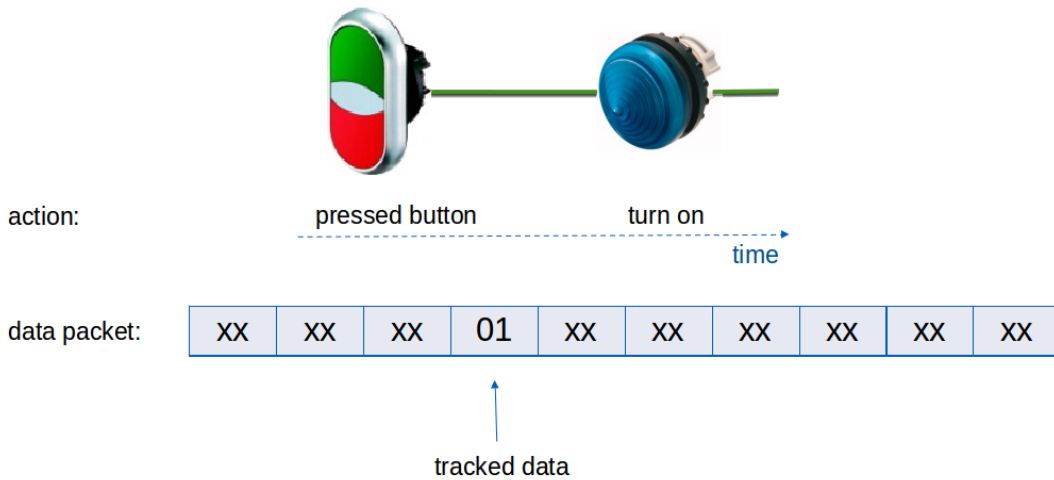 action:
pressed button turn on
time
data packet: xx xx xx 01 xx xx xx xx xx xx
tracked data